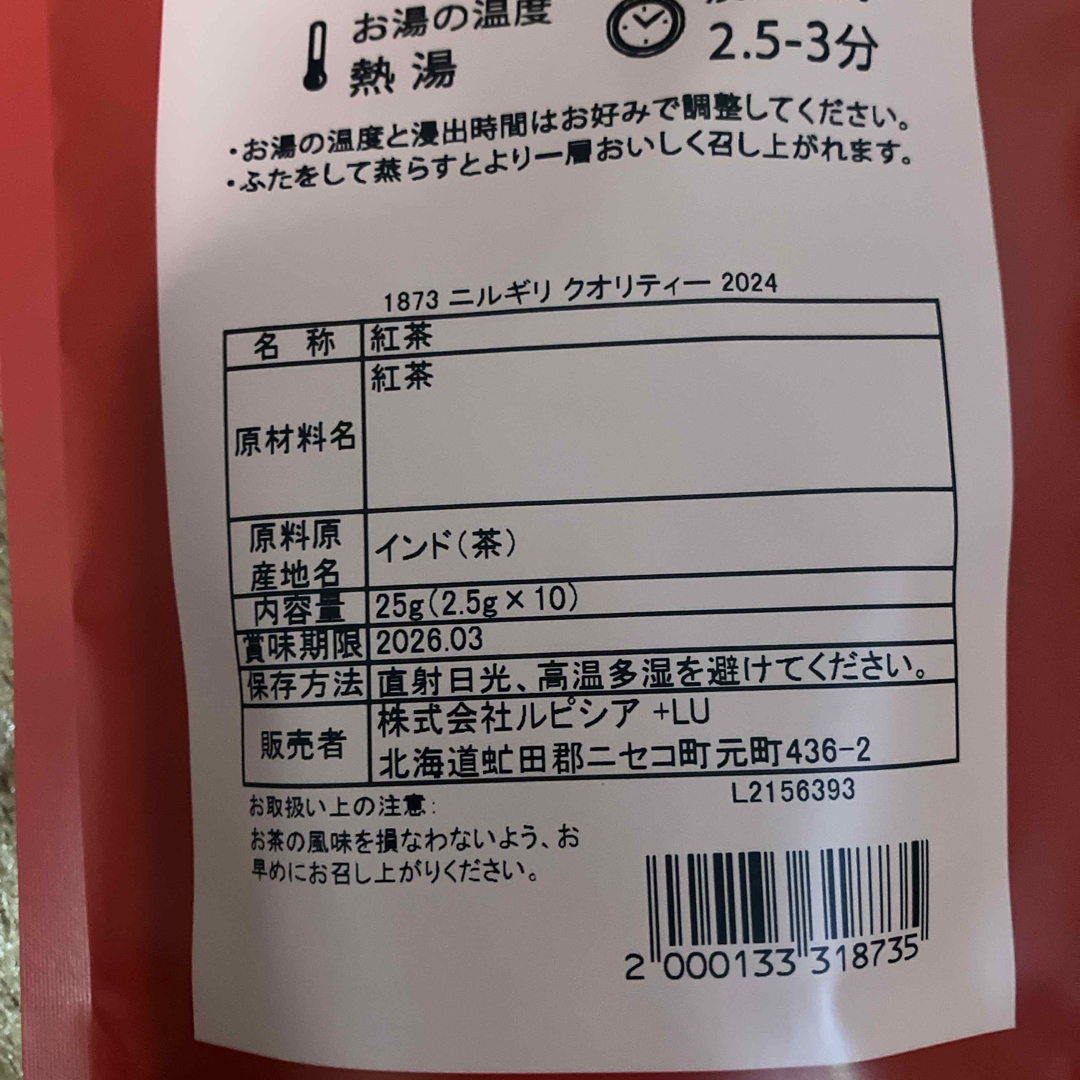 お湯の温度
熱湯
2.5-3分
・お湯の温度と浸出時間はお好みで調整してください。
・ふたをして蒸らすとより一層おいしく召し上がれます。
1873 ニルギリ クオリティー 2024
名 称 紅茶
原材料名 紅茶
原料原産地名 インド(茶)
内容量 25g(2.5g×10)
賞味期限 2026.03
保存方法 直射日光、高温多湿を避けてください。
販売者 株式会社ルピシア +LU
北海道虻田郡ニセコ町元町436-2
L2156393
お取扱い上の注意:
お茶の風味を損なわないよう、お
早めにお召し上がりください。
2 000133 318735